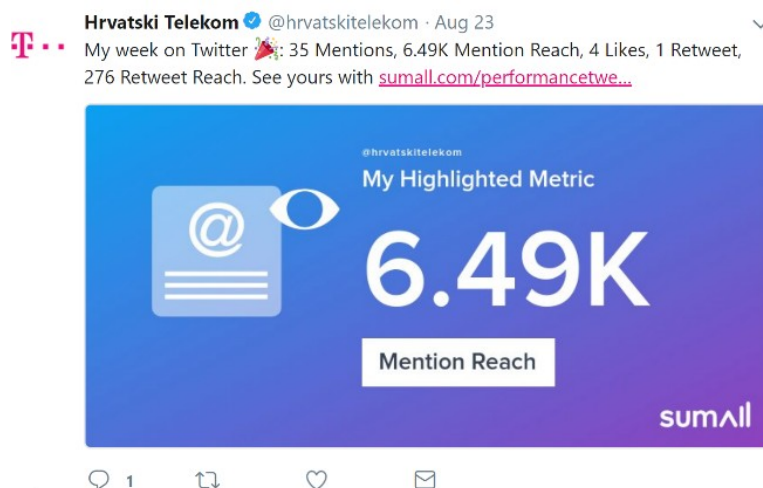 Hrvatski Telekom @hrvatskitelekom · Aug 23
My week on Twitter 🎉: 35 Mentions, 6.49K Mention Reach, 4 Likes, 1 Retweet,
276 Retweet Reach. See yours with sumall.com/performancetwe...
@hrvatskitelekom
My Highlighted Metric
@
6.49K
Mention Reach
sumall
1